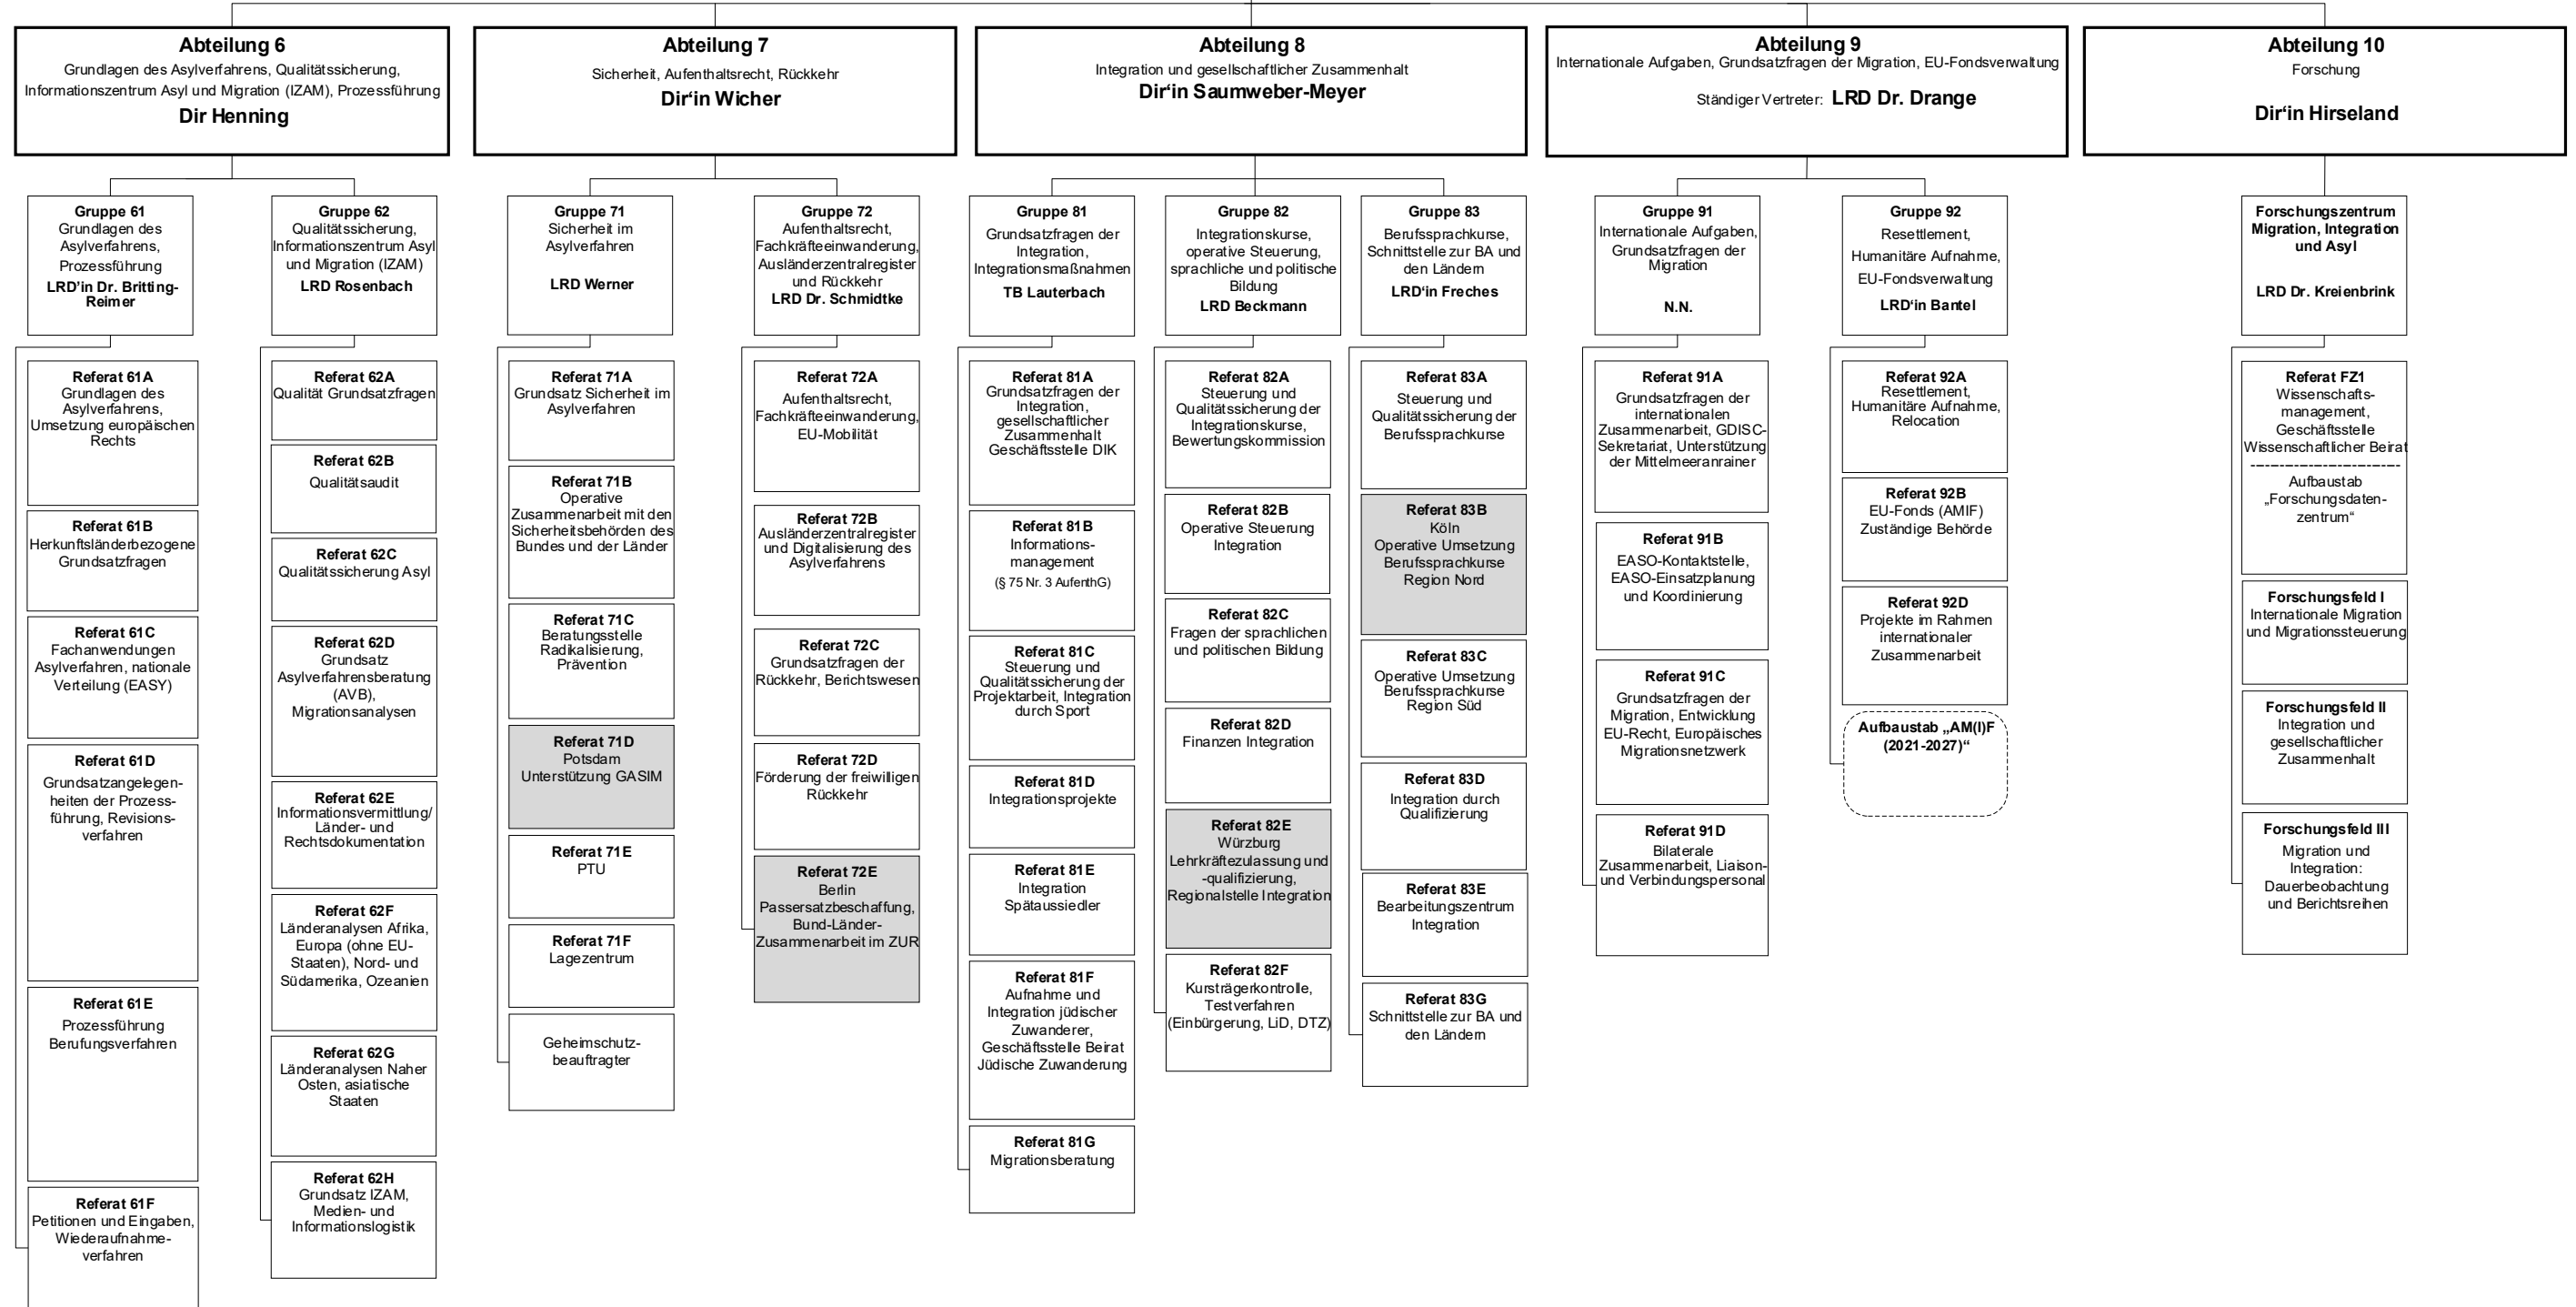 Abteilung 6
Grundlagen des Asylverfahrens, Qualitätssicherung,
Informationszentrum Asyl und Migration (IZAM), Prozessführung
Dir Henning
Abteilung 7
Sicherheit, Aufenthaltsrecht, Rückkehr
Dir‘in Wicher
Abteilung 8
Integration und gesellschaftlicher Zusammenhalt
Dir‘in Saumweber-Meyer
Abteilung 9
Internationale Aufgaben, Grundsatzfragen der Migration, EU-Fondsverwaltung
Ständiger Vertreter: LRD Dr. Drange
Abteilung 10
Forschung
Dir‘in Hirseland
Gruppe 61
Grundlagen des
Asylverfahrens,
Prozessführung
LRD’in Dr. Britting-
Reimer
Gruppe 62
Qualitätssicherung,
Informationszentrum Asyl
und Migration (IZAM)
LRD Rosenbach
Gruppe 71
Sicherheit im
Asylverfahren
LRD Werner
Gruppe 72
Aufenthaltsrecht,
Fachkräfteeinwanderung,
Ausländerzentralregister
und Rückkehr
LRD Dr. Schmidtke
Gruppe 81
Grundsatzfragen der
Integration,
Integrationsmaßnahmen
TB Lauterbach
Gruppe 82
Integrationskurse,
operative Steuerung,
sprachliche und politische
Bildung
LRD Beckmann
Gruppe 83
Berufssprachkurse,
Schnittstelle zur BA und
den Ländern
LRD‘in Freches
Gruppe 91
Internationale Aufgaben,
Grundsatzfragen der
Migration
N.N.
Gruppe 92
Resettlement,
Humanitäre Aufnahme,
EU-Fondsverwaltung
LRD‘in Bantel
Forschungszentrum
Migration, Integration
und Asyl
LRD Dr. Kreienbrink
Referat 61A
Grundlagen des
Asylverfahrens,
Umsetzung europäischen
Rechts
Referat 61B
Herkunftsländerbezogene
Grundsatzfragen
Referat 61C
Fachanwendungen
Asylverfahren, nationale
Verteilung (EASY)
Referat 61D
Grundsatzangelegen-
heiten der Prozess-
führung, Revisions-
verfahren
Referat 61E
Prozessführung
Berufungsverfahren
Referat 61F
Petitionen und Eingaben,
Wiederaufnahme-
verfahren
Referat 62A
Qualität Grundsatzfragen
Referat 62B
Qualitätsaudit
Referat 62C
Qualitätssicherung Asyl
Referat 62D
Grundsatz
Asylverfahrensberatung
(AVB),
Migrationsanalysen
Referat 62E
Informationsvermittlung/
Länder- und
Rechtsdokumentation
Referat 62F
Länderanalysen Afrika,
Europa (ohne EU-
Staaten), Nord- und
Südamerika, Ozeanien
Referat 62G
Länderanalysen Naher
Osten, asiatische
Staaten
Referat 62H
Grundsatz IZAM,
Medien- und
Informationslogistik
Referat 71A
Grundsatz Sicherheit im
Asylverfahren
Referat 71B
Operative
Zusammenarbeit mit den
Sicherheitsbehörden des
Bundes und der Länder
Referat 71C
Beratungsstelle
Radikalisierung,
Prävention
Referat 71D
Potsdam
Unterstützung GASIM
Referat 71E
PTU
Referat 71F
Lagezentrum
Geheimschutz-
beauftragter
Referat 72A
Aufenthaltsrecht,
Fachkräfteeinwanderung,
EU-Mobilität
Referat 72B
Ausländerzentralregister
und Digitalisierung des
Asylverfahrens
Referat 72C
Grundsatzfragen der
Rückkehr, Berichtswesen
Referat 72D
Förderung der freiwilligen
Rückkehr
Referat 72E
Berlin
Passersatzbeschaffung,
Bund-Länder-
Zusammenarbeit im ZUR
Referat 81A
Grundsatzfragen der
Integration,
gesellschaftlicher
Zusammenhalt
Geschäftsstelle DIK
Referat 81B
Informations-
management
(§ 75 Nr. 3 AufenthG)
Referat 81C
Steuerung und
Qualitätssicherung der
Projektarbeit, Integration
durch Sport
Referat 81D
Integrationsprojekte
Referat 81E
Integration
Spätaussiedler
Referat 81F
Aufnahme und
Integration jüdischer
Zuwanderer,
Geschäftsstelle Beirat
Jüdische Zuwanderung
Referat 81G
Migrationsberatung
Referat 82A
Steuerung und
Qualitätssicherung der
Integrationskurse,
Bewertungskommission
Referat 82B
Operative Steuerung
Integration
Referat 82C
Fragen der sprachlichen
und politischen Bildung
Referat 82D
Finanzen Integration
Referat 82E
Würzburg
Lehrkräftezulassung und
-qualifizierung,
Regionalstelle Integration
Referat 82F
Kursträgerkontrolle,
Testverfahren
(Einbürgerung, LiD, DTZ)
Referat 83A
Steuerung und
Qualitätssicherung der
Berufssprachkurse
Referat 83B
Köln
Operative Umsetzung
Berufssprachkurse
Region Nord
Referat 83C
Operative Umsetzung
Berufssprachkurse
Region Süd
Referat 83D
Integration durch
Qualifizierung
Referat 83E
Bearbeitungszentrum
Integration
Referat 83G
Schnittstelle zur BA und
den Ländern
Referat 91A
Grundsatzfragen der
internationalen
Zusammenarbeit, GDISC-
Sekretariat, Unterstützung
der Mittelmeeranrainer
Referat 91B
EASO-Kontaktstelle,
EASO-Einsatzplanung
und Koordinierung
Referat 91C
Grundsatzfragen der
Migration, Entwicklung
EU-Recht, Europäisches
Migrationsnetzwerk
Referat 91D
Bilaterale
Zusammenarbeit, Liaison-
und Verbindungspersonal
Referat 92A
Resettlement,
Humanitäre Aufnahme,
Relocation
Referat 92B
EU-Fonds (AMIF)
Zuständige Behörde
Referat 92D
Projekte im Rahmen
internationaler
Zusammenarbeit
Aufbaustab „AM(I)F
(2021-2027)“
Referat FZ1
Wissenschafts-
management,
Geschäftsstelle
Wissenschaftlicher Beirat
Aufbaustab
„Forschungsdaten-
zentrum“
Forschungsfeld I
Internationale Migration
und Migrationssteuerung
Forschungsfeld II
Integration und
gesellschaftlicher
Zusammenhalt
Forschungsfeld III
Migration und
Integration:
Dauerbeobachtung
und Berichtsreihen